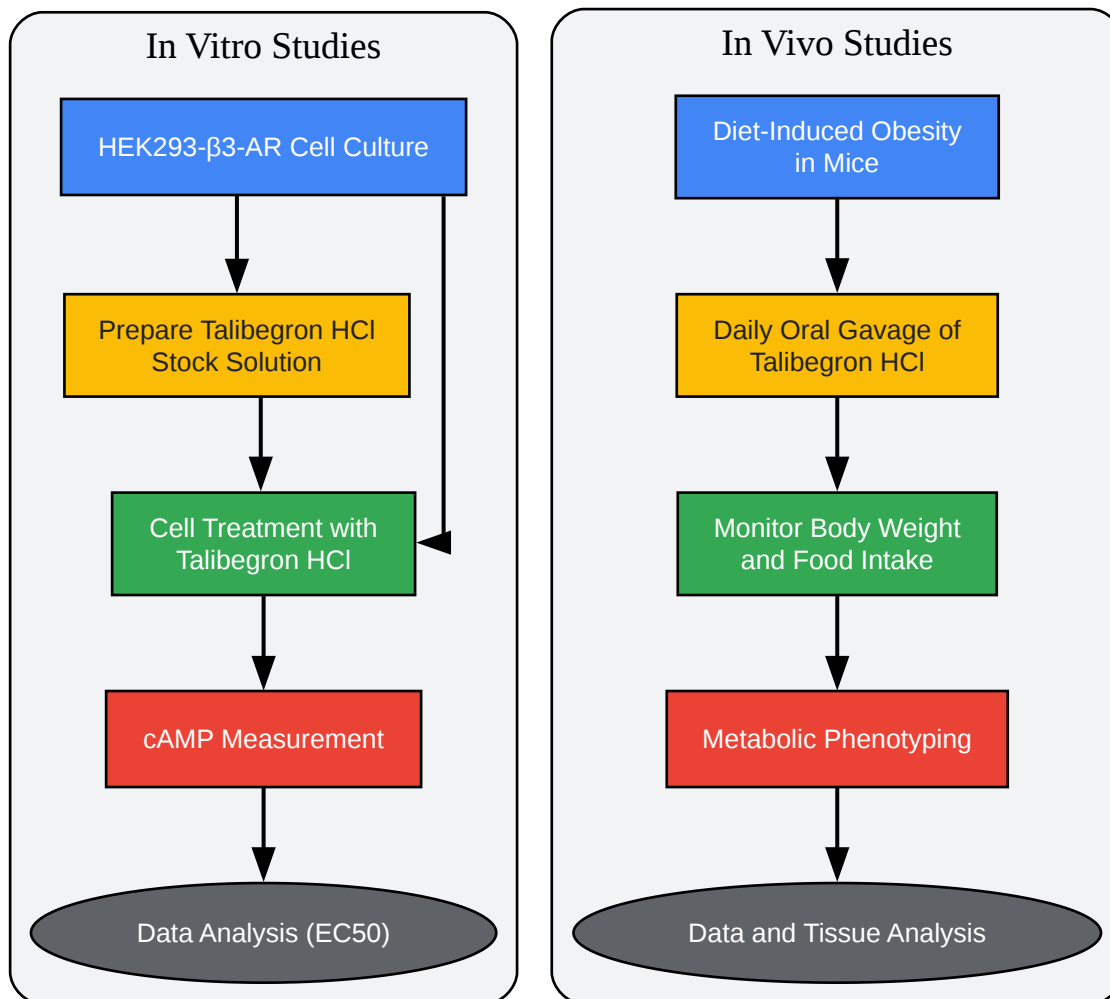 In Vitro Studies
HEK293-β3-AR Cell Culture
Prepare Talibegron HCl
Stock Solution
Cell Treatment with
Talibegron HCl
cAMP Measurement
Data Analysis (EC50)
In Vivo Studies
Diet-Induced Obesity
in Mice
Daily Oral Gavage of
Talibegron HCl
Monitor Body Weight
and Food Intake
Metabolic Phenotyping
Data and Tissue Analysis